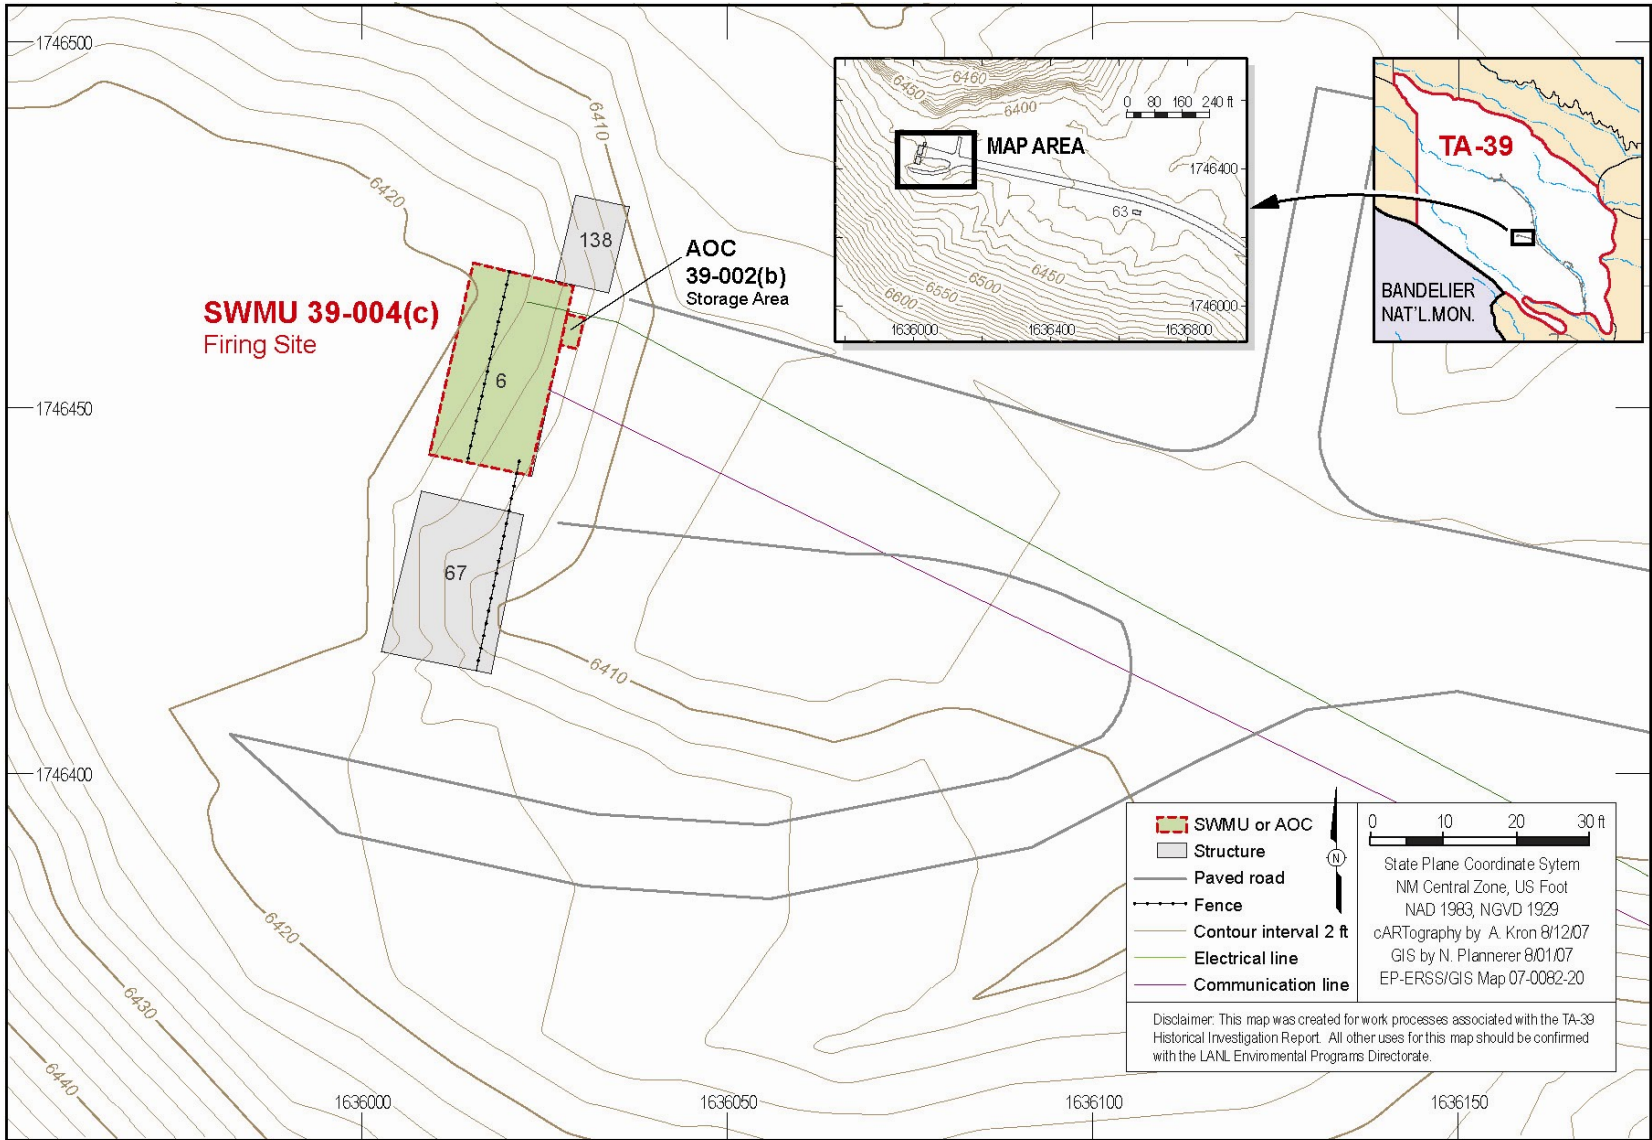 1746500
6410
6420
138
AOC
39-002(b)
Storage Area
SWMU 39-004(c)
Firing Site
6
1746450
67
6410
1746400
6420
6430
6440
1636000
1636050
1636100
1636150
6450
6460
6400
0 80 160 240 ft
MAP AREA
1746400
63
6450
6500
6550
6600
1746000
1636000
1636400
1636800
TA-39
BANDELIER
NAT'L.MON.
SWMU or AOC
Structure
Paved road
Fence
Contour interval 2 ft
Electrical line
Communication line
N
0 10 20 30 ft
State Plane Coordinate Sytem
NM Central Zone, US Foot
NAD 1983, NGVD 1929
cARTography by A. Kron 8/12/07
GIS by N. Plannerer 8/01/07
EP-ERSS/GIS Map 07-0082-20
Disclaimer: This map was created for work processes associated with the TA-39
Historical Investigation Report. All other uses for this map should be confirmed
with the LANL Enviromental Programs Directorate.